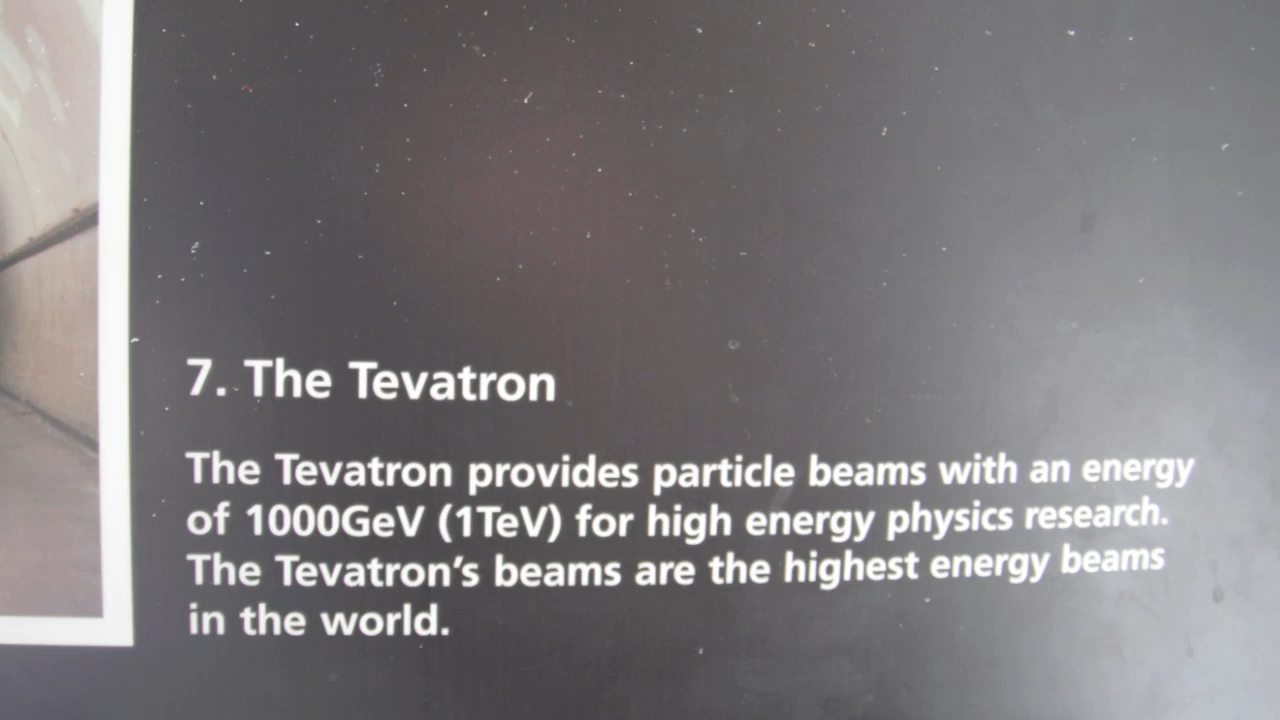 7. The Tevatron
The Tevatron provides particle beams with an energy
of 1000GeV (1TeV) for high energy physics research.
The Tevatron's beams are the highest energy beams
in the world.